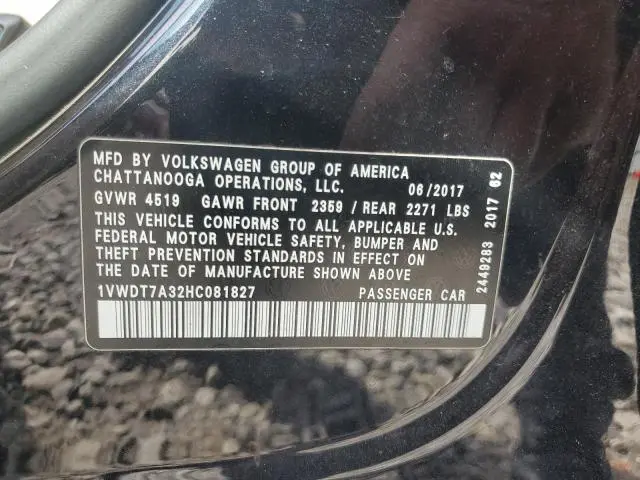 MFD BY VOLKSWAGEN GROUP OF AMERICA
CHATTANOOGA OPERATIONS, LLC. 06/2017
GVWR 4519 GAWR FRONT 2359 / REAR 2271 LBS
THIS VEHICLE CONFORMS TO ALL APPLICABLE U.S.
FEDERAL MOTOR VEHICLE SAFETY, BUMPER AND
THEFT PREVENTION STANDARDS IN EFFECT ON
THE DATE OF MANUFACTURE SHOWN ABOVE
1VWDT7A32HC081827 PASSENGER CAR
2449283 2017 62